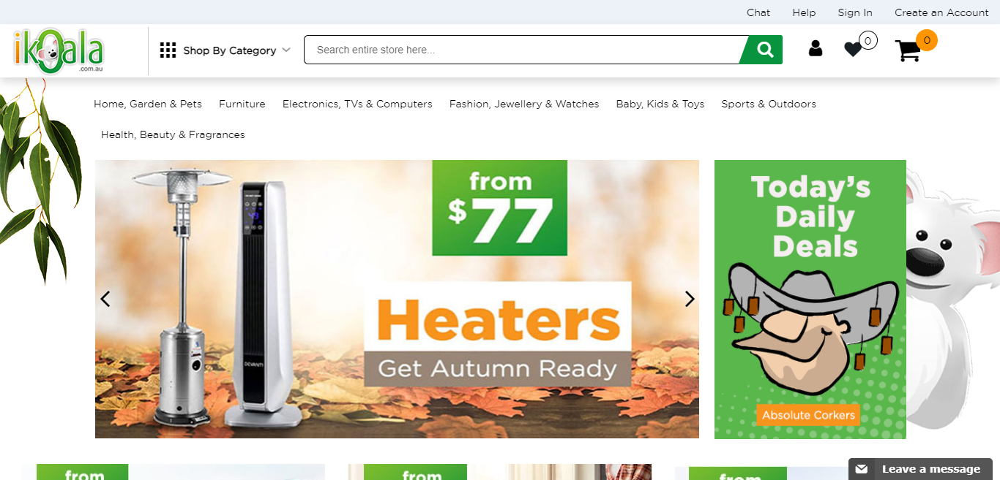 Chat Help Sign In Create an Account
ikoala
.com.au
Shop By Category
Search entire store here...
0
0
Home, Garden & Pets Furniture Electronics, TVs & Computers Fashion, Jewellery & Watches Baby, Kids & Toys Sports & Outdoors
Health, Beauty & Fragrances
from
$77
Heaters
Get Autumn Ready
DEVANTI
Today's
Daily
Deals
Absolute Corkers
from
from
from
Leave a message